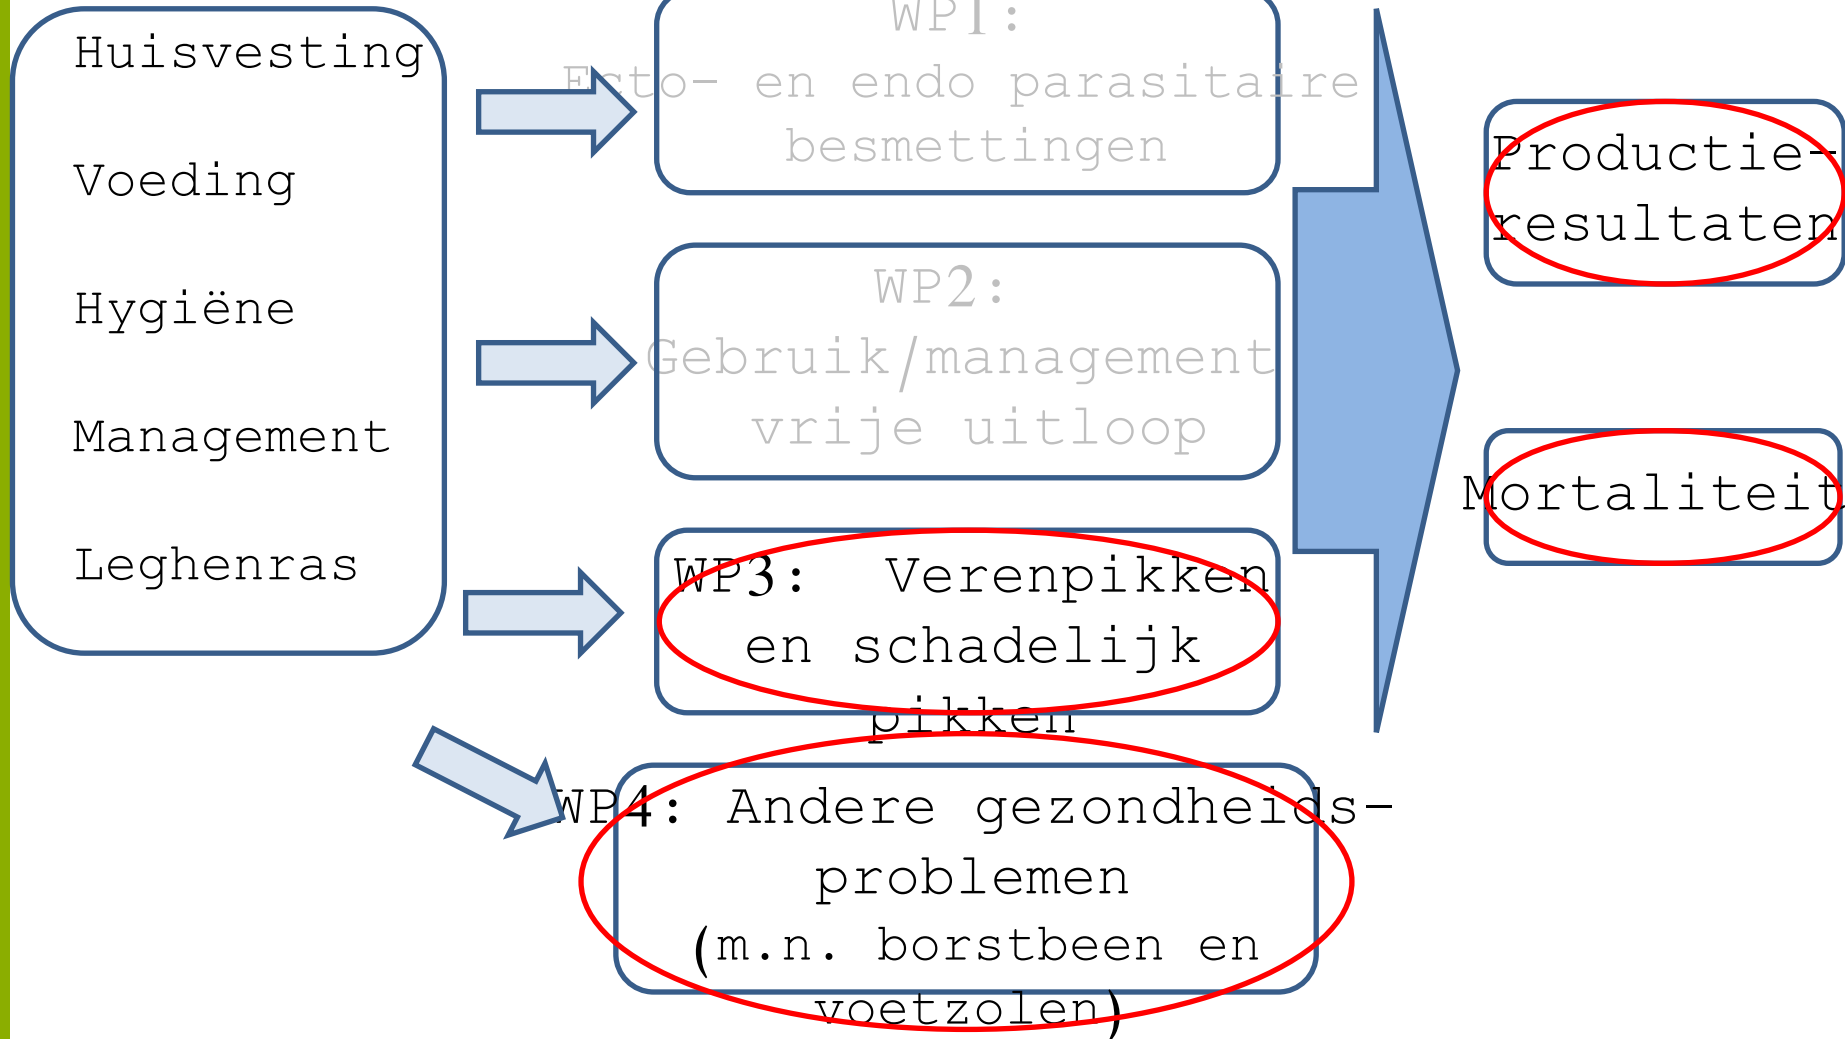 Huisvesting
Voeding
Hygiëne
Management
Leghenras
WP1:
Ecto- en endo parasitaire
besmettingen
WP2:
Gebruik/management
vrije uitloop
WP3: Verenpikken
en schadelijk
pikken
WP4: Andere gezondheids-
problemen
(m.n. borstbeen en
voetzolen)
Productie-
resultaten
Mortaliteit